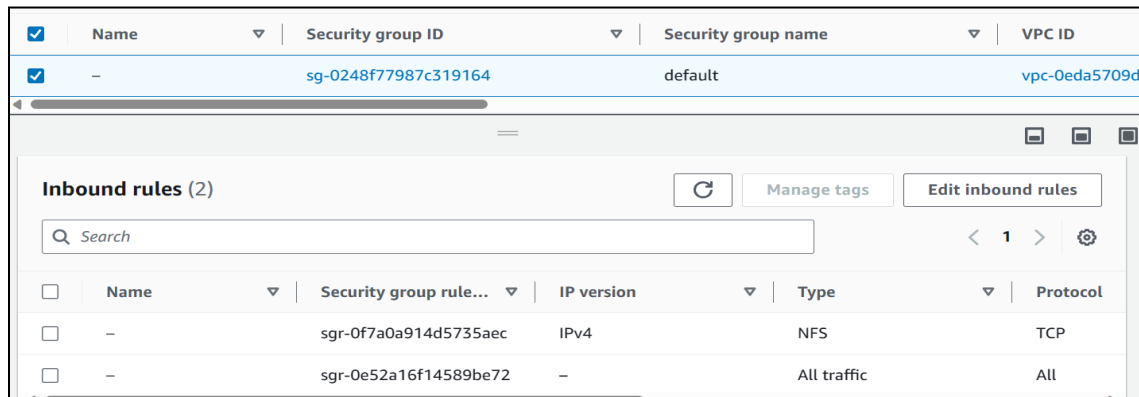 Name Security group ID Security group name VPC ID
– sg-0248f77987c319164 default vpc-0eda5709d
Inbound rules (2) Manage tags Edit inbound rules
Search 1
Name Security group rule... IP version Type Protocol
– sgr-0f7a0a914d5735aec IPv4 NFS TCP
– sgr-0e52a16f14589be72 – All traffic All